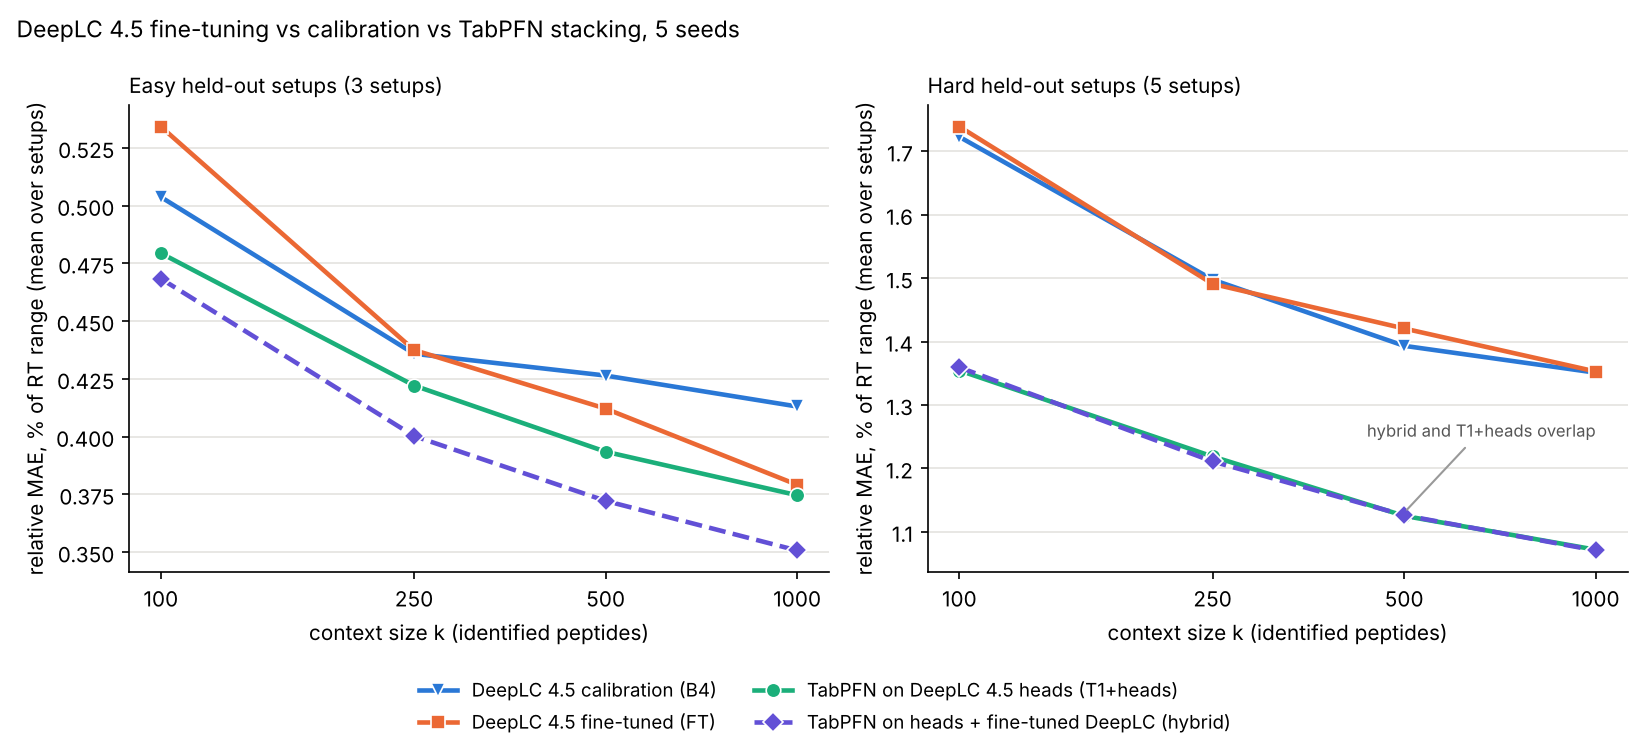 DeepLC 4.5 fine-tuning vs calibration vs TabPFN stacking, 5 seeds
Easy held-out setups (3 setups)
relative MAE, % of RT range (mean over setups)
0.525
0.500
0.475
0.450
0.425
0.400
0.375
0.350
100
250
500
1000
context size k (identified peptides)
Hard held-out setups (5 setups)
relative MAE, % of RT range (mean over setups)
1.7
1.6
1.5
1.4
1.3
1.2
1.1
hybrid and T1+heads overlap
100
250
500
1000
context size k (identified peptides)
DeepLC 4.5 calibration (B4)
DeepLC 4.5 fine-tuned (FT)
TabPFN on DeepLC 4.5 heads (T1+heads)
TabPFN on heads + fine-tuned DeepLC (hybrid)